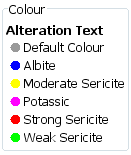 Colour
Alteration Text
Default Colour
Albite
Moderate Sericite
Potassic
Strong Sericite
Weak Sericite